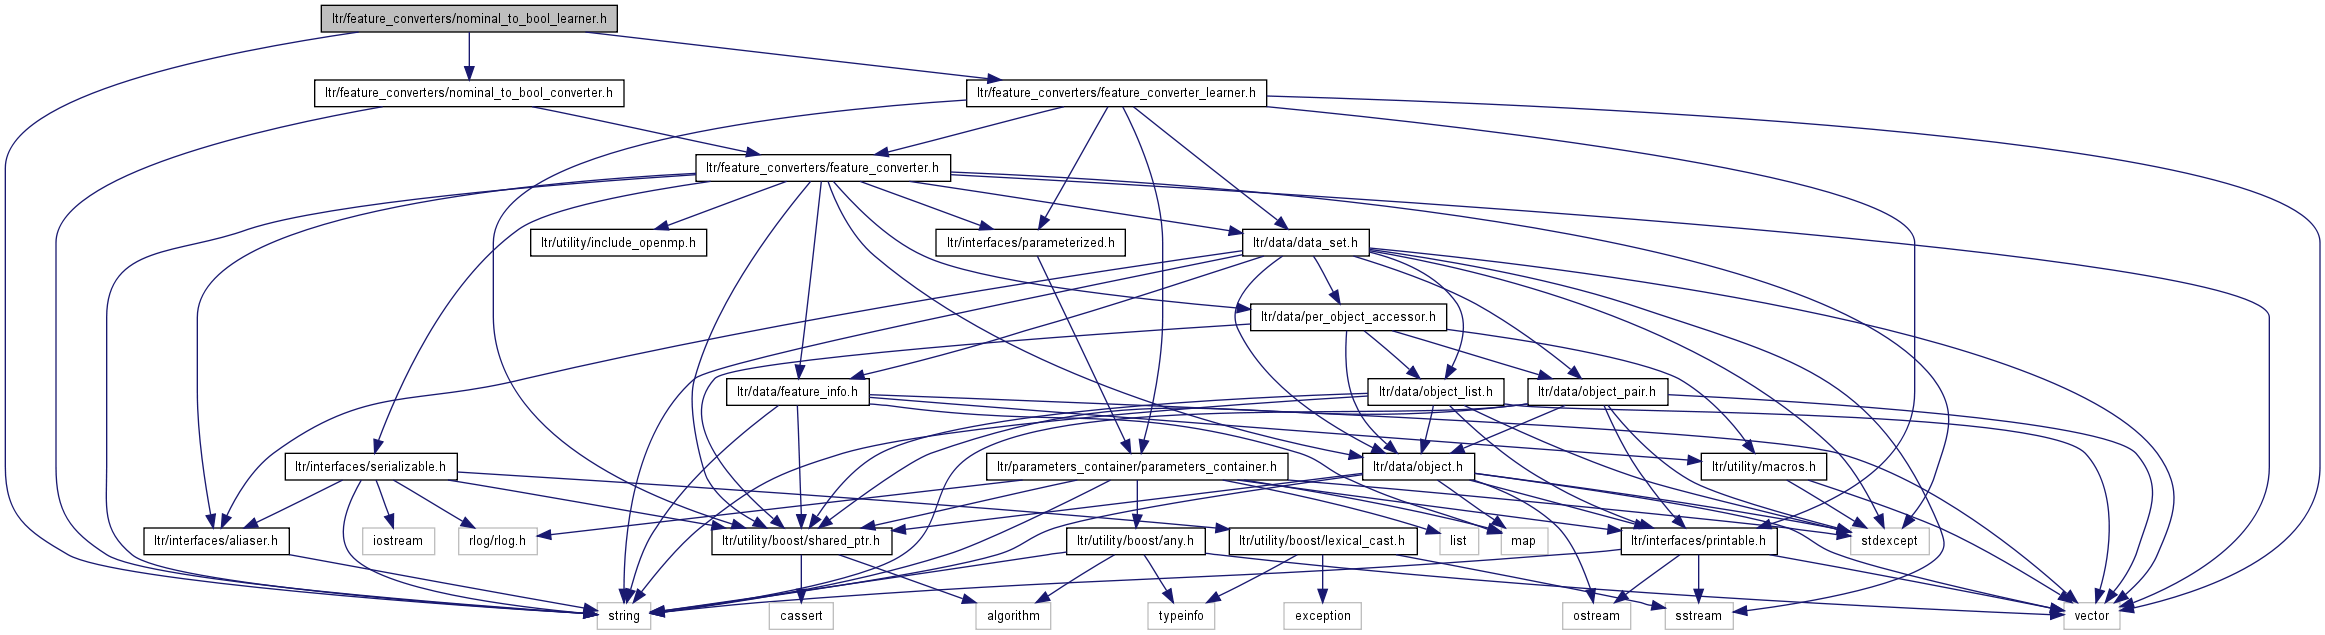 ltr/feature_converters/nominal_to_bool_learner.h
ltr/feature_converters/nominal_to_bool_converter.h
ltr/feature_converters/feature_converter_learner.h
ltr/feature_converters/feature_converter.h
ltr/utility/include_openmp.h
ltr/interfaces/parameterized.h
ltr/data/data_set.h
ltr/data/per_object_accessor.h
ltr/data/feature_info.h
ltr/data/object_list.h
ltr/data/object_pair.h
ltr/interfaces/serializable.h
ltr/parameters_container/parameters_container.h
ltr/data/object.h
ltr/utility/macros.h
ltr/interfaces/aliaser.h
iostream
rlog/rlog.h
ltr/utility/boost/shared_ptr.h
ltr/utility/boost/any.h
ltr/utility/boost/lexical_cast.h
list
map
ltr/interfaces/printable.h
stdexcept
string
cassert
algorithm
typeinfo
exception
ostream
sstream
vector